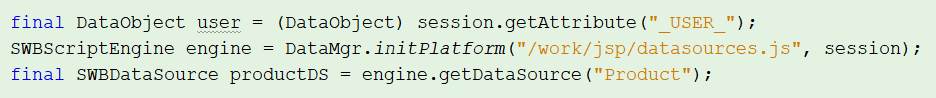 final DataObject user = (DataObject) session.getAttribute("_USER_");
SWBScriptEngine engine = DataMgr.initPlatform("/work/jsp/datasources.js", session);
final SWBDataSource productDS = engine.getDataSource("Product");